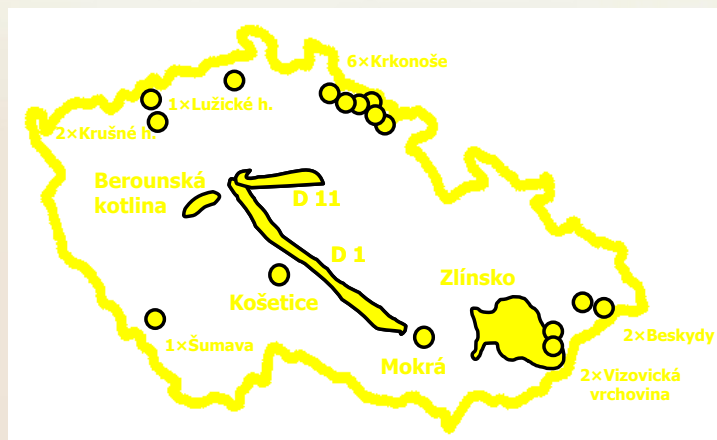 6×Krkonoše
1×Lužické h.
2×Krušné h.
Berounská
kotlina
D 11
D 1
Zlínsko
Košetice
1×Šumava
Mokrá
2×Beskydy
2×Vizovická
vrchovina